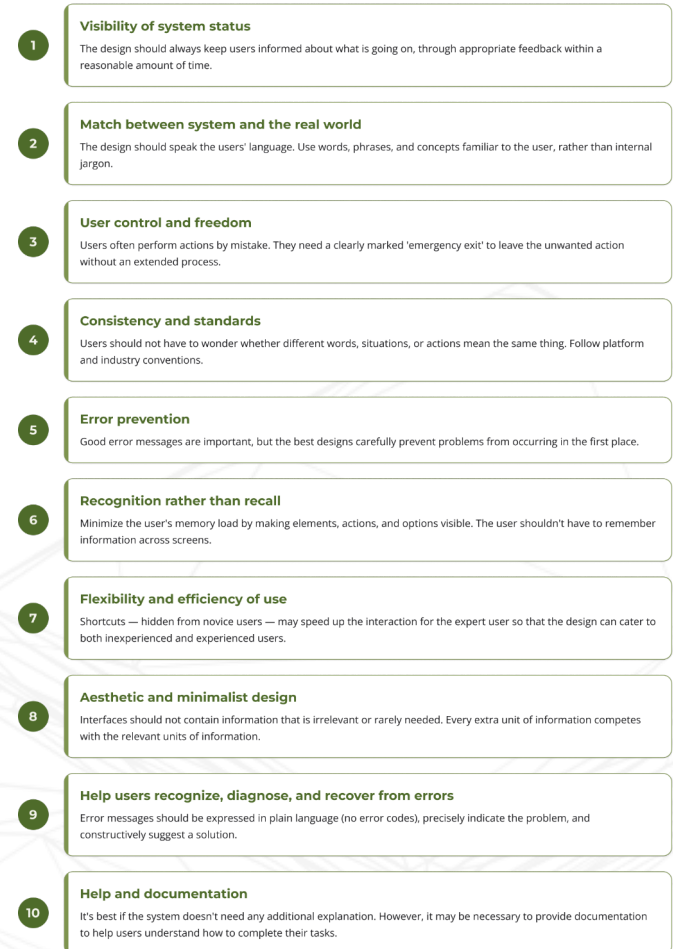 1
Visibility of system status
The design should always keep users informed about what is going on, through appropriate feedback within a
reasonable amount of time.
2
Match between system and the real world
The design should speak the users' language. Use words, phrases, and concepts familiar to the user, rather than internal
jargon.
3
User control and freedom
Users often perform actions by mistake. They need a clearly marked 'emergency exit' to leave the unwanted action
without an extended process.
4
Consistency and standards
Users should not have to wonder whether different words, situations, or actions mean the same thing. Follow platform
and industry conventions.
5
Error prevention
Good error messages are important, but the best designs carefully prevent problems from occurring in the first place.
6
Recognition rather than recall
Minimize the user's memory load by making elements, actions, and options visible. The user shouldn't have to remember
information across screens.
7
Flexibility and efficiency of use
Shortcuts — hidden from novice users — may speed up the interaction for the expert user so that the design can cater to
both inexperienced and experienced users.
8
Aesthetic and minimalist design
Interfaces should not contain information that is irrelevant or rarely needed. Every extra unit of information competes
with the relevant units of information.
9
Help users recognize, diagnose, and recover from errors
Error messages should be expressed in plain language (no error codes), precisely indicate the problem, and
constructively suggest a solution.
10
Help and documentation
It's best if the system doesn't need any additional explanation. However, it may be necessary to provide documentation
to help users understand how to complete their tasks.